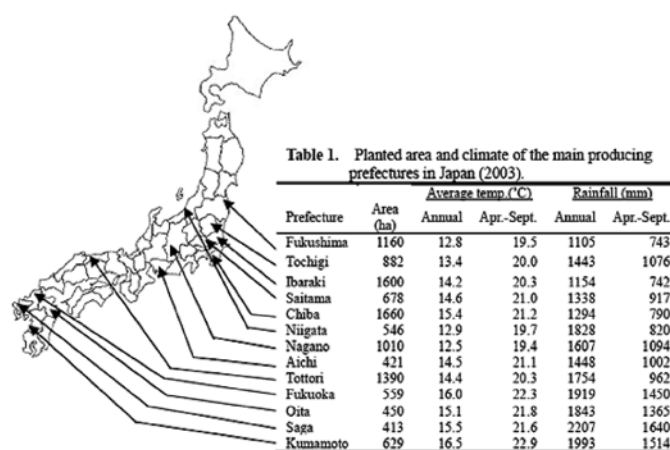 Table 1. Planted area and climate of the main producing
prefectures in Japan (2003).
Average temp.(°C) Rainfall (mm)
Prefecture Area (ha) Annual Apr.-Sept. Annual Apr.-Sept.
Fukushima 1160 12.8 19.5 1105 743
Tochigi 882 13.4 20.0 1443 1076
Ibaraki 1600 14.2 20.3 1154 742
Saitama 678 14.6 21.0 1338 917
Chiba 1660 15.4 21.2 1294 790
Niigata 546 12.9 19.7 1828 820
Nagano 1010 12.5 19.4 1607 1094
Aichi 421 14.5 21.1 1448 1002
Tottori 1390 14.4 20.3 1754 962
Fukuoka 559 16.0 22.3 1919 1450
Oita 450 15.1 21.8 1843 1365
Saga 413 15.5 21.6 2207 1640
Kumamoto 629 16.5 22.9 1993 1514